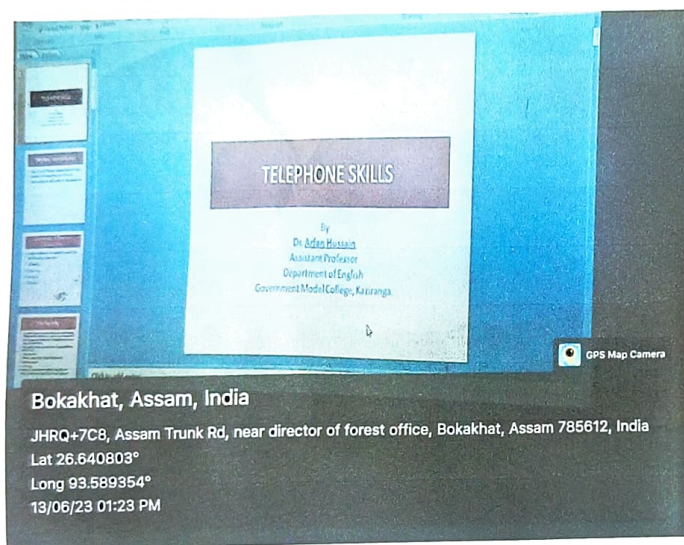 TELEPHONE SKILLS
By
Dr. Arfan Hussain
Assistant Professor
Department of English
Government Model College, Kaziranga.
GPS Map Camera
Bokakhat, Assam, India
JHRQ+7C8, Assam Trunk Rd, near director of forest office, Bokakhat, Assam 785612, India
Lat 26.640803°
Long 93.589354°
13/06/23 01:23 PM